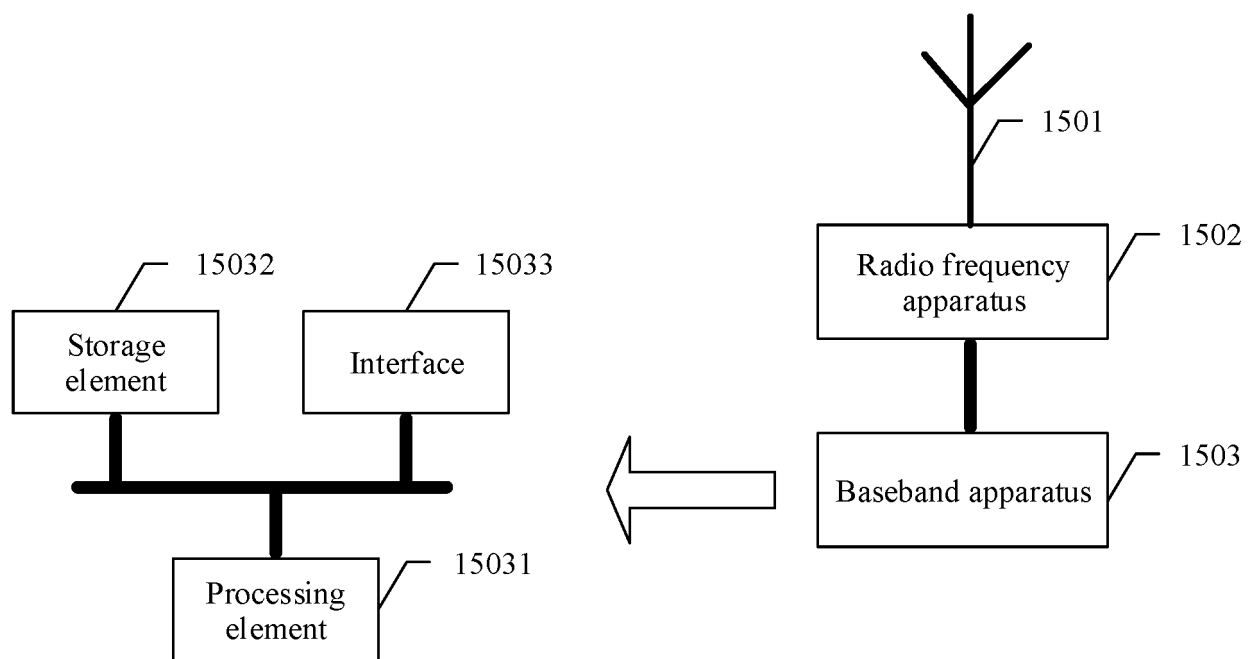 1501
1502
Radio frequency
apparatus
15032
15033
Storage
element
Interface
1503
Baseband apparatus
15031
Processing
element